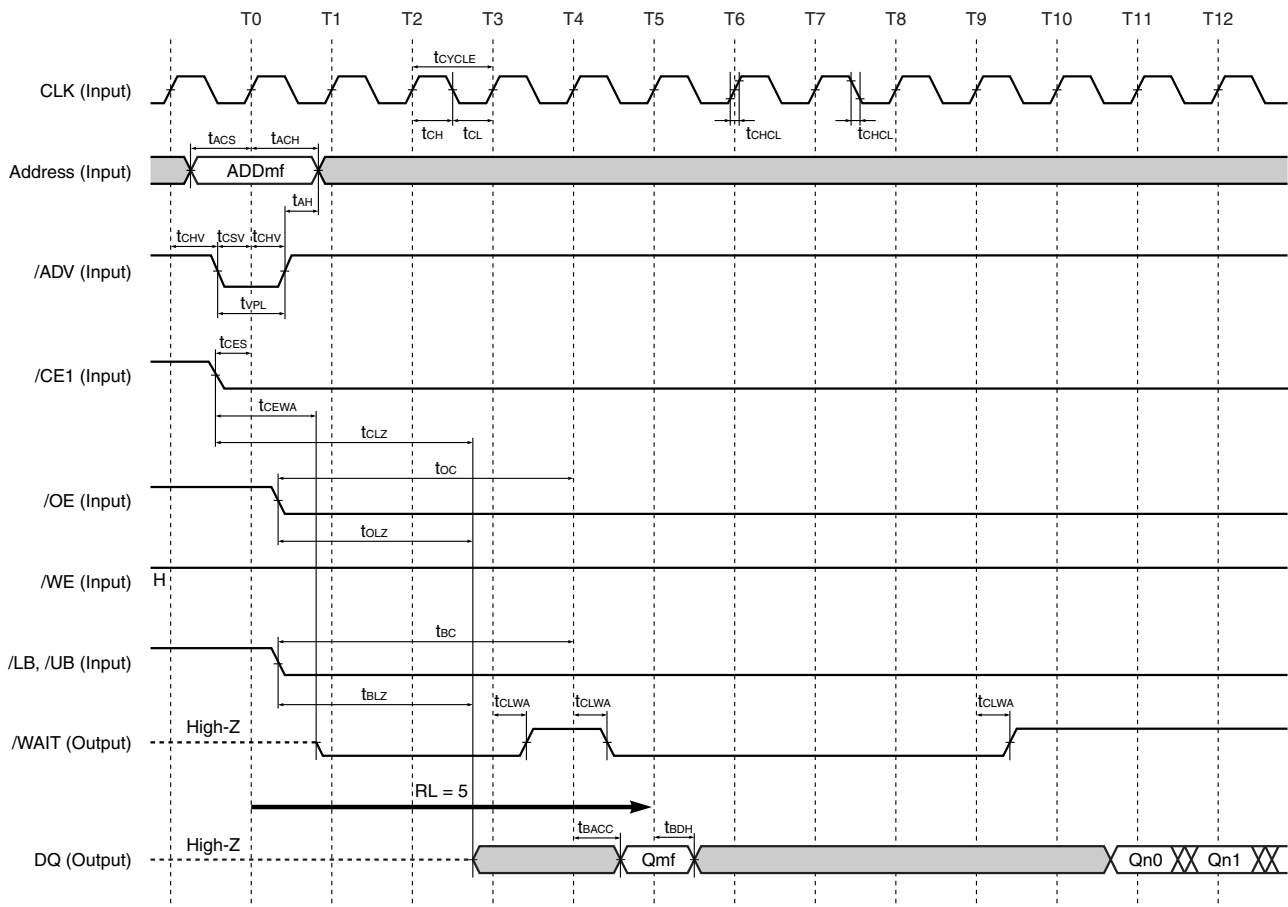 T0 T1 T2 T3 T4 T5 T6 T7 T8 T9 T10 T11 T12
tCYCLE
CLK (Input)
tCH tCL tCHCL tCHCL
tACS tACH
Address (Input) ADDmf
tAH
tCHV tCSV tCHV
/ADV (Input)
tVPL
tCES
/CE1 (Input)
tCEWA
tCLZ
tOC
/OE (Input)
tOLZ
/WE (Input) H
tBC
/LB, /UB (Input)
tBLZ tCLWA tCLWA tCLWA
High-Z
/WAIT (Output)
RL = 5
tBACC tBDH
High-Z
DQ (Output) Qmf Qn0 Qn1